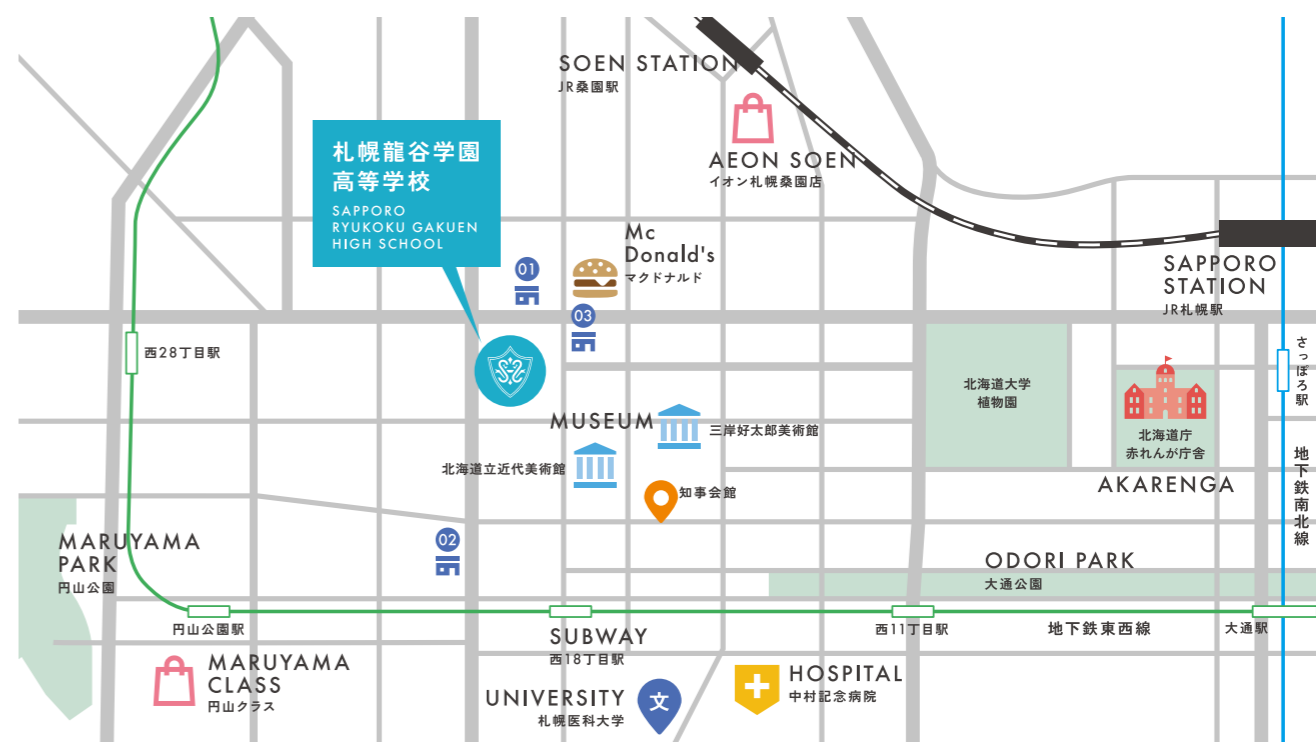 SOEN STATION
JR桑園駅
AEON SOEN
イオン札幌桑園店
札幌龍谷学園
高等学校
SAPPORO
RYUKOKU GAKUEN
HIGH SCHOOL
Mc
Donald's
マクドナルド
01
03
SAPPORO
STATION
JR札幌駅
さっぽろ駅
西28丁目駅
北海道大学
植物園
北海道庁
赤れんが庁舎
AKARENGA
地下鉄南北線
MUSEUM
三岸好太郎美術館
北海道立近代美術館
知事会館
02
MARUYAMA
PARK
円山公園
ODORI PARK
大通公園
円山公園駅
SUBWAY
西18丁目駅
西11丁目駅
地下鉄東西線
大通駅
MARUYAMA
CLASS
円山クラス
UNIVERSITY
札幌医科大学
文
HOSPITAL
中村記念病院